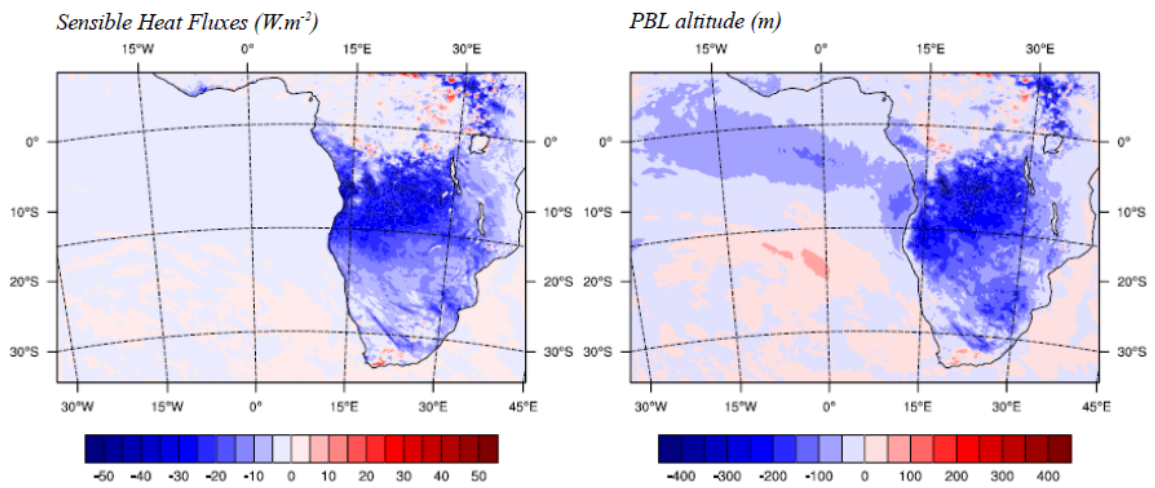 Sensible Heat Fluxes (W.m⁻²)
15°W 0° 15°E 30°E
0° 0°
10°S 10°S
20°S 20°S
30°S 30°S
30°W 15°W 0° 15°E 30°E 45°E
-50 -40 -30 -20 -10 0 10 20 30 40 50
PBL altitude (m)
15°W 0° 15°E 30°E
0° 0°
10°S 10°S
20°S 20°S
30°S 30°S
30°W 15°W 0° 15°E 30°E 45°E
-400 -300 -200 -100 0 100 200 300 400